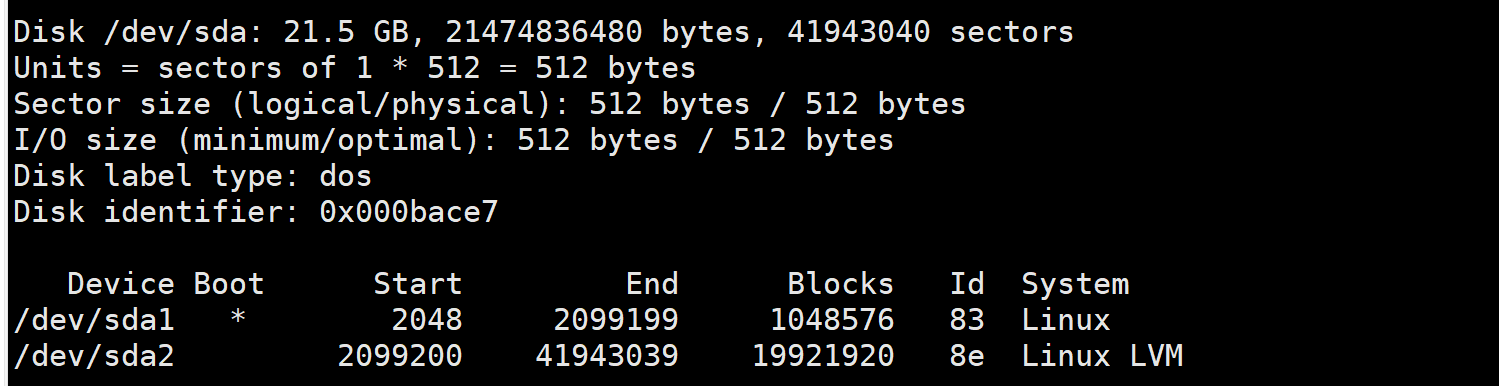 Disk /dev/sda: 21.5 GB, 21474836480 bytes, 41943040 sectors
Units = sectors of 1 * 512 = 512 bytes
Sector size (logical/physical): 512 bytes / 512 bytes
I/O size (minimum/optimal): 512 bytes / 512 bytes
Disk label type: dos
Disk identifier: 0x000bace7
   Device Boot      Start         End      Blocks   Id  System
/dev/sda1   *        2048     2099199     1048576   83  Linux
/dev/sda2         2099200    41943039    19921920   8e  Linux LVM